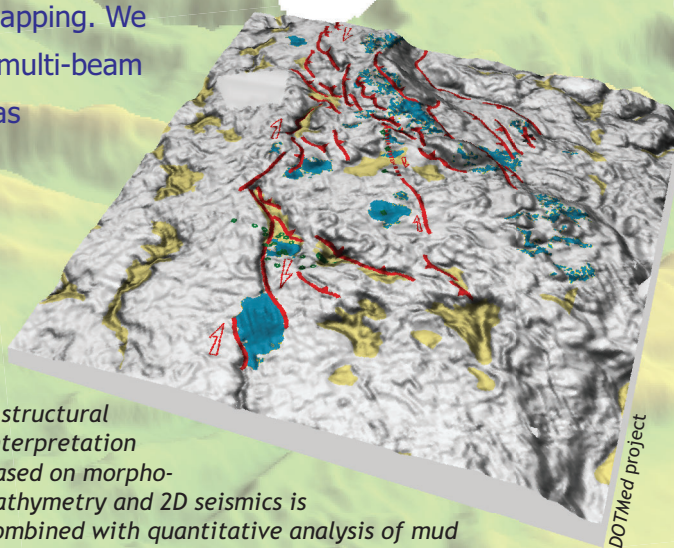 apping. We
multi-beam
as
structural
nterpretation
ased on morpho-
athymetry and 2D seismics is
ombined with quantitative analysis of mud
DOTMed project